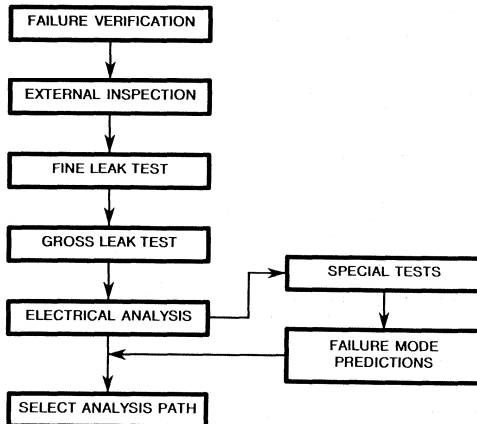 FAILURE VERIFICATION
EXTERNAL INSPECTION
FINE LEAK TEST
GROSS LEAK TEST
SPECIAL TESTS
ELECTRICAL ANALYSIS
FAILURE MODE
PREDICTIONS
SELECT ANALYSIS PATH